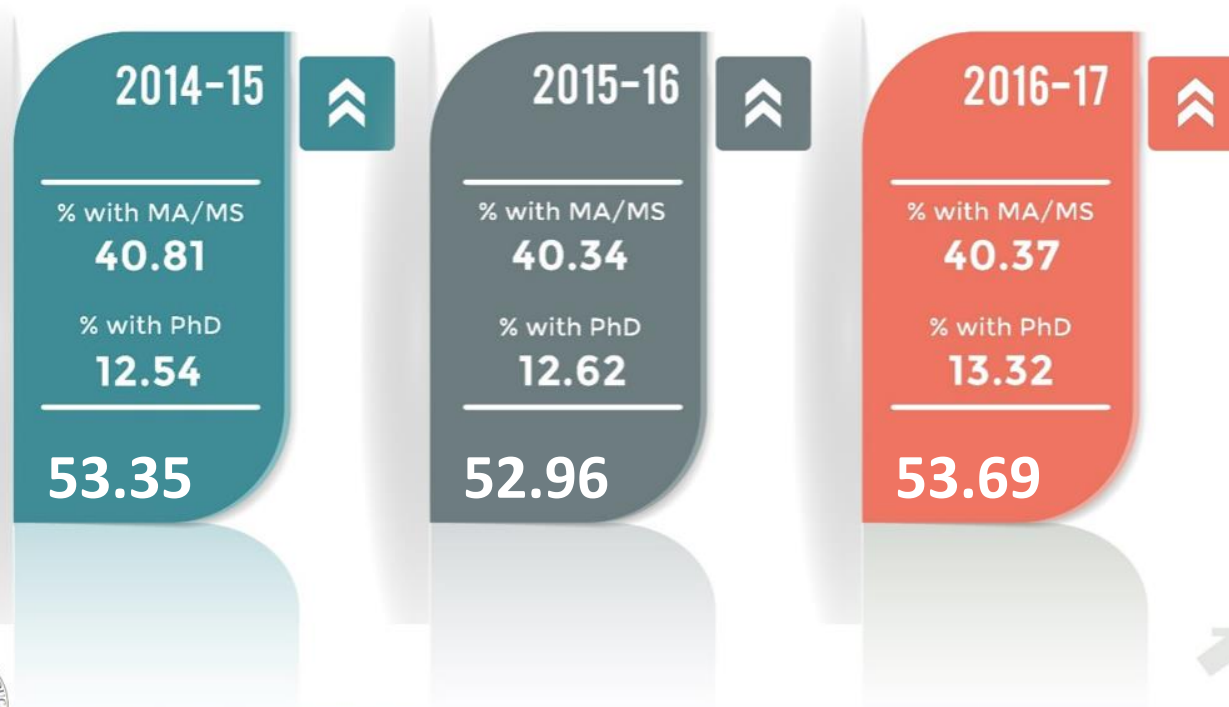 2014-15
% with MA/MS
40.81
% with PhD
12.54
53.35
2015-16
% with MA/MS
40.34
% with PhD
12.62
52.96
2016-17
% with MA/MS
40.37
% with PhD
13.32
53.69